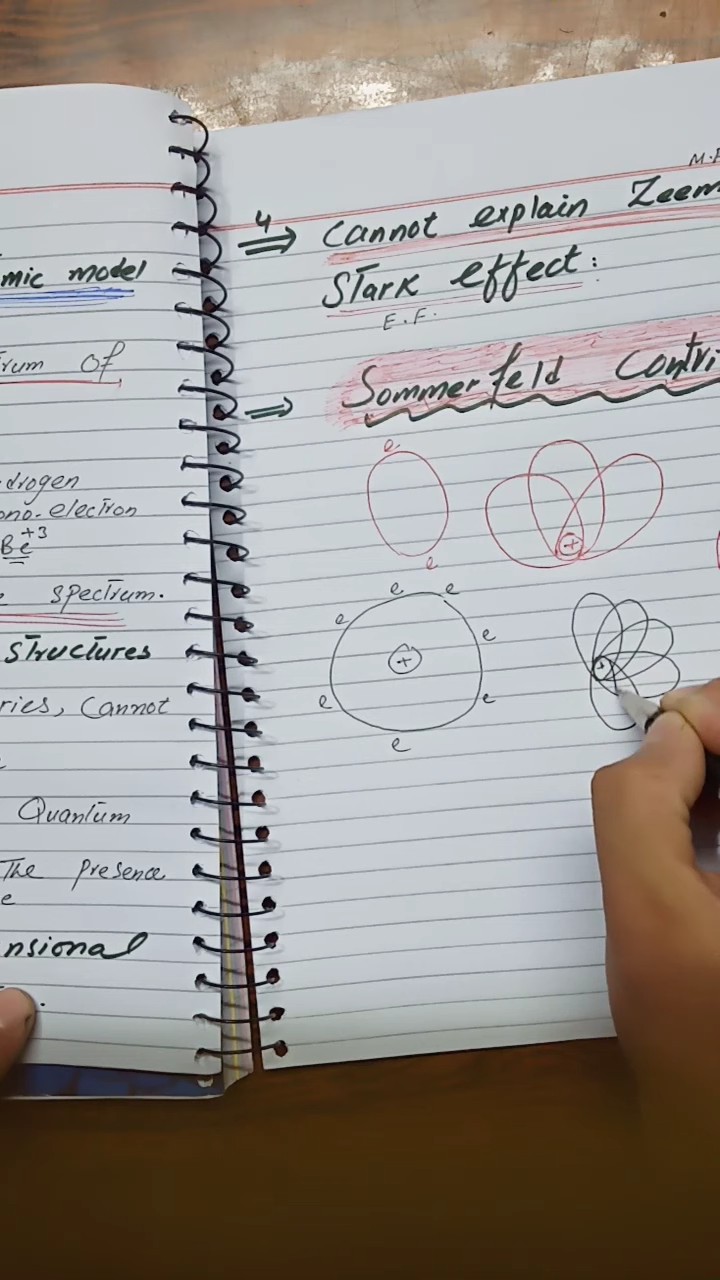 mic model
rum of
drogen
ono-electron
Be+3
e spectrum.
structures
ries, Cannot
Quantum
The presence
e
nsional
M.F
4
⇒ Cannot explain Zeem
Stark effect:
E.F.
⇒ Sommerfeld Contri
e
e
+
e e
e e
+
e e
e
+